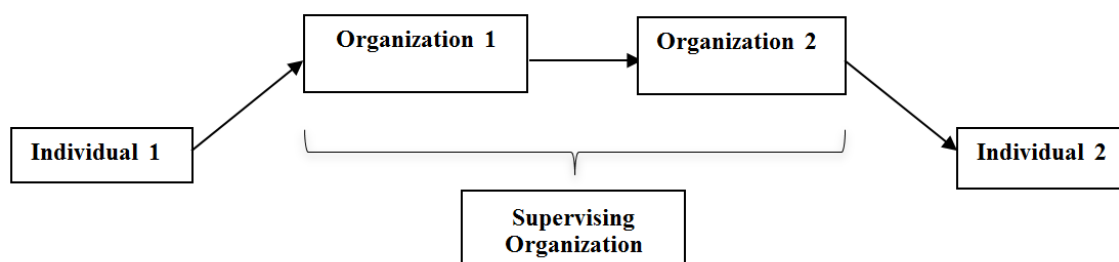 Organization 1
Organization 2
Individual 1
Individual 2
Supervising
Organization